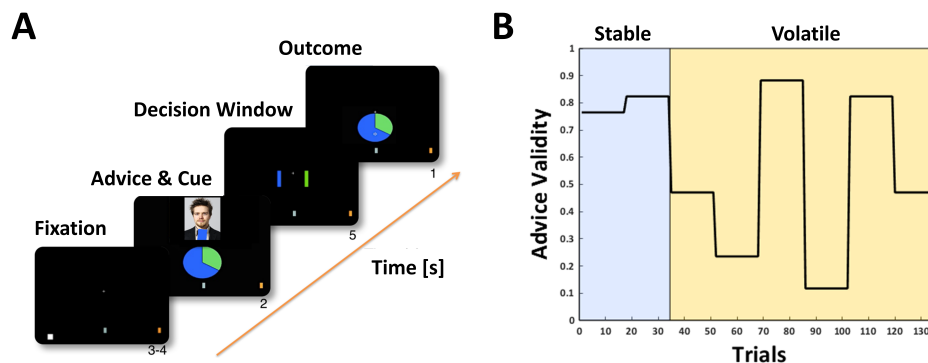 A
Fixation
3-4
Advice & Cue
2
Decision Window
5
Outcome
1
Time [s]
B
Stable
Volatile
Advice Validity
1
0.9
0.8
0.7
0.6
0.5
0.4
0.3
0.2
0.1
0
0 10 20 30 40 50 60 70 80 90 100 110 120 130
Trials